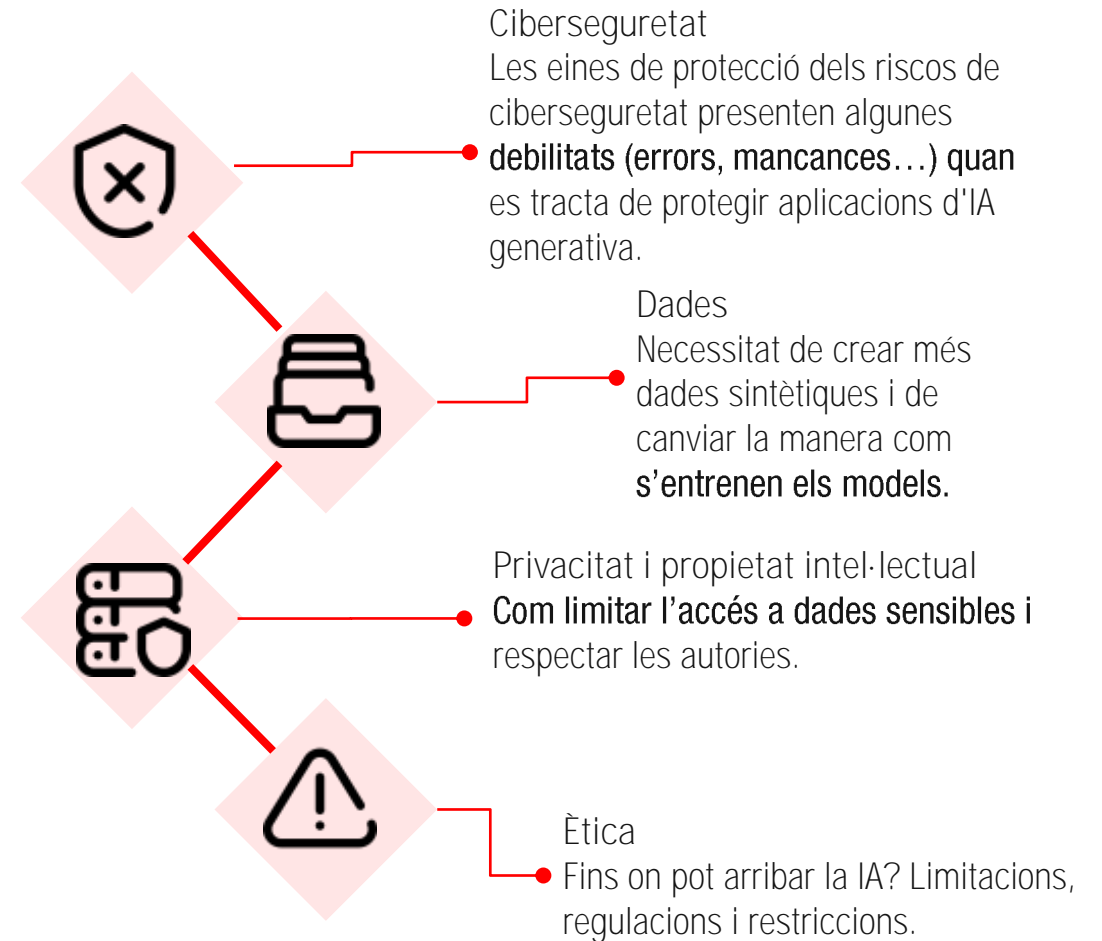 Ciberseguretat
Les eines de protecció dels riscos de
ciberseguretat presenten algunes
debilitats (errors, mancances…) quan
es tracta de protegir aplicacions d'IA
generativa.
Dades
Necessitat de crear més
dades sintètiques i de
canviar la manera com
s’entrenen els models.
Privacitat i propietat intel·lectual
Com limitar l’accés a dades sensibles i
respectar les autories.
Ètica
Fins on pot arribar la IA? Limitacions,
regulacions i restriccions.